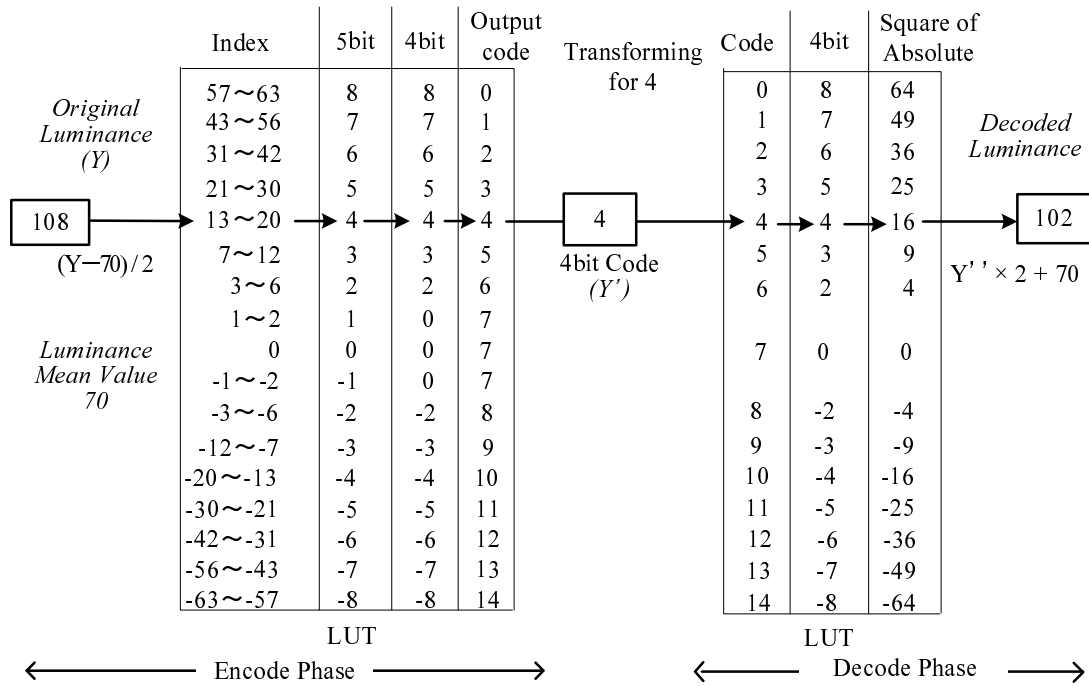 Index 5bit 4bit Output code
57～63 8 8 0
43～56 7 7 1
31～42 6 6 2
21～30 5 5 3
13～20 4 4 4
7～12 3 3 5
3～6 2 2 6
1～2 1 0 7
0 0 0 7
-1～-2 -1 0 7
-3～-6 -2 -2 8
-12～-7 -3 -3 9
-20～-13 -4 -4 10
-30～-21 -5 -5 11
-42～-31 -6 -6 12
-56～-43 -7 -7 13
-63～-57 -8 -8 14
LUT
Encode Phase
Original
Luminance
(Y)
108
(Y－70)/2
Luminance
Mean Value
70
Transforming
for 4
4
4bit Code
(Y')
Code 4bit Square of Absolute
0 8 64
1 7 49
2 6 36
3 5 25
4 4 16
5 3 9
6 2 4
7 0 0
8 -2 -4
9 -3 -9
10 -4 -16
11 -5 -25
12 -6 -36
13 -7 -49
14 -8 -64
LUT
Decode Phase
Decoded
Luminance
102
Y'' × 2 + 70